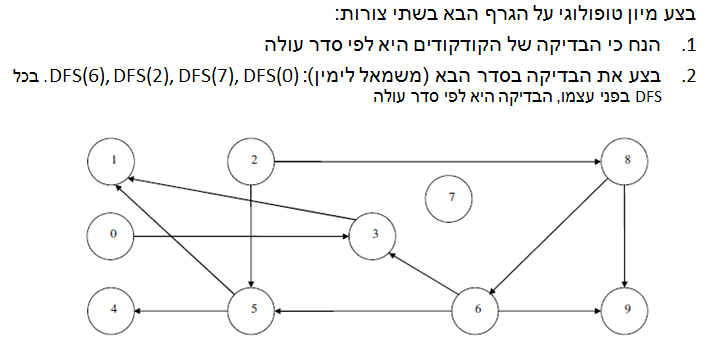 בצע מיון טופולוגי על הגרף הבא בשתי צורות:
1. הנח כי הבדיקה של הקודקודים היא לפי סדר עולה
2. בצע את הבדיקה בסדר הבא (משמאל לימין): DFS(6), DFS(2), DFS(7), DFS(0). בכל
DFS בפני עצמו, הבדיקה היא לפי סדר עולה
1 2 8
7
0 3
4 5 6 9